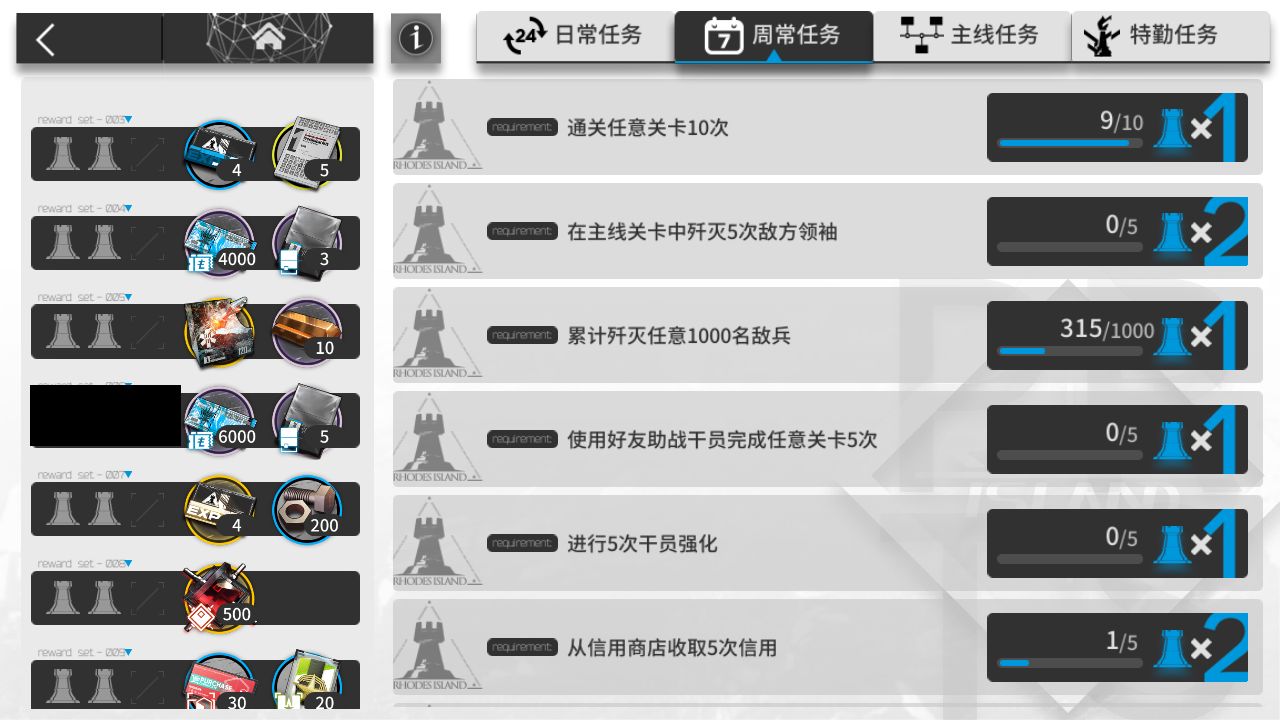 24 日常任务
7 周常任务
主线任务
特勤任务
reward set - 003
4
5
reward set - 004
4000
3
reward set - 005
10
6000
5
reward set - 007
EXP
4
200
reward set - 008
500
reward set - 009
PURCHASE
30
20
RHODES ISLAND
requirement
通关任意关卡10次
9/10
×1
RHODES ISLAND
requirement
在主线关卡中歼灭5次敌方领袖
0/5
×2
RHODES ISLAND
requirement
累计歼灭任意1000名敌兵
315/1000
×1
RHODES ISLAND
requirement
使用好友助战干员完成任意关卡5次
0/5
×1
RHODES ISLAND
requirement
进行5次干员强化
0/5
×1
RHODES ISLAND
requirement
从信用商店收取5次信用
1/5
×2